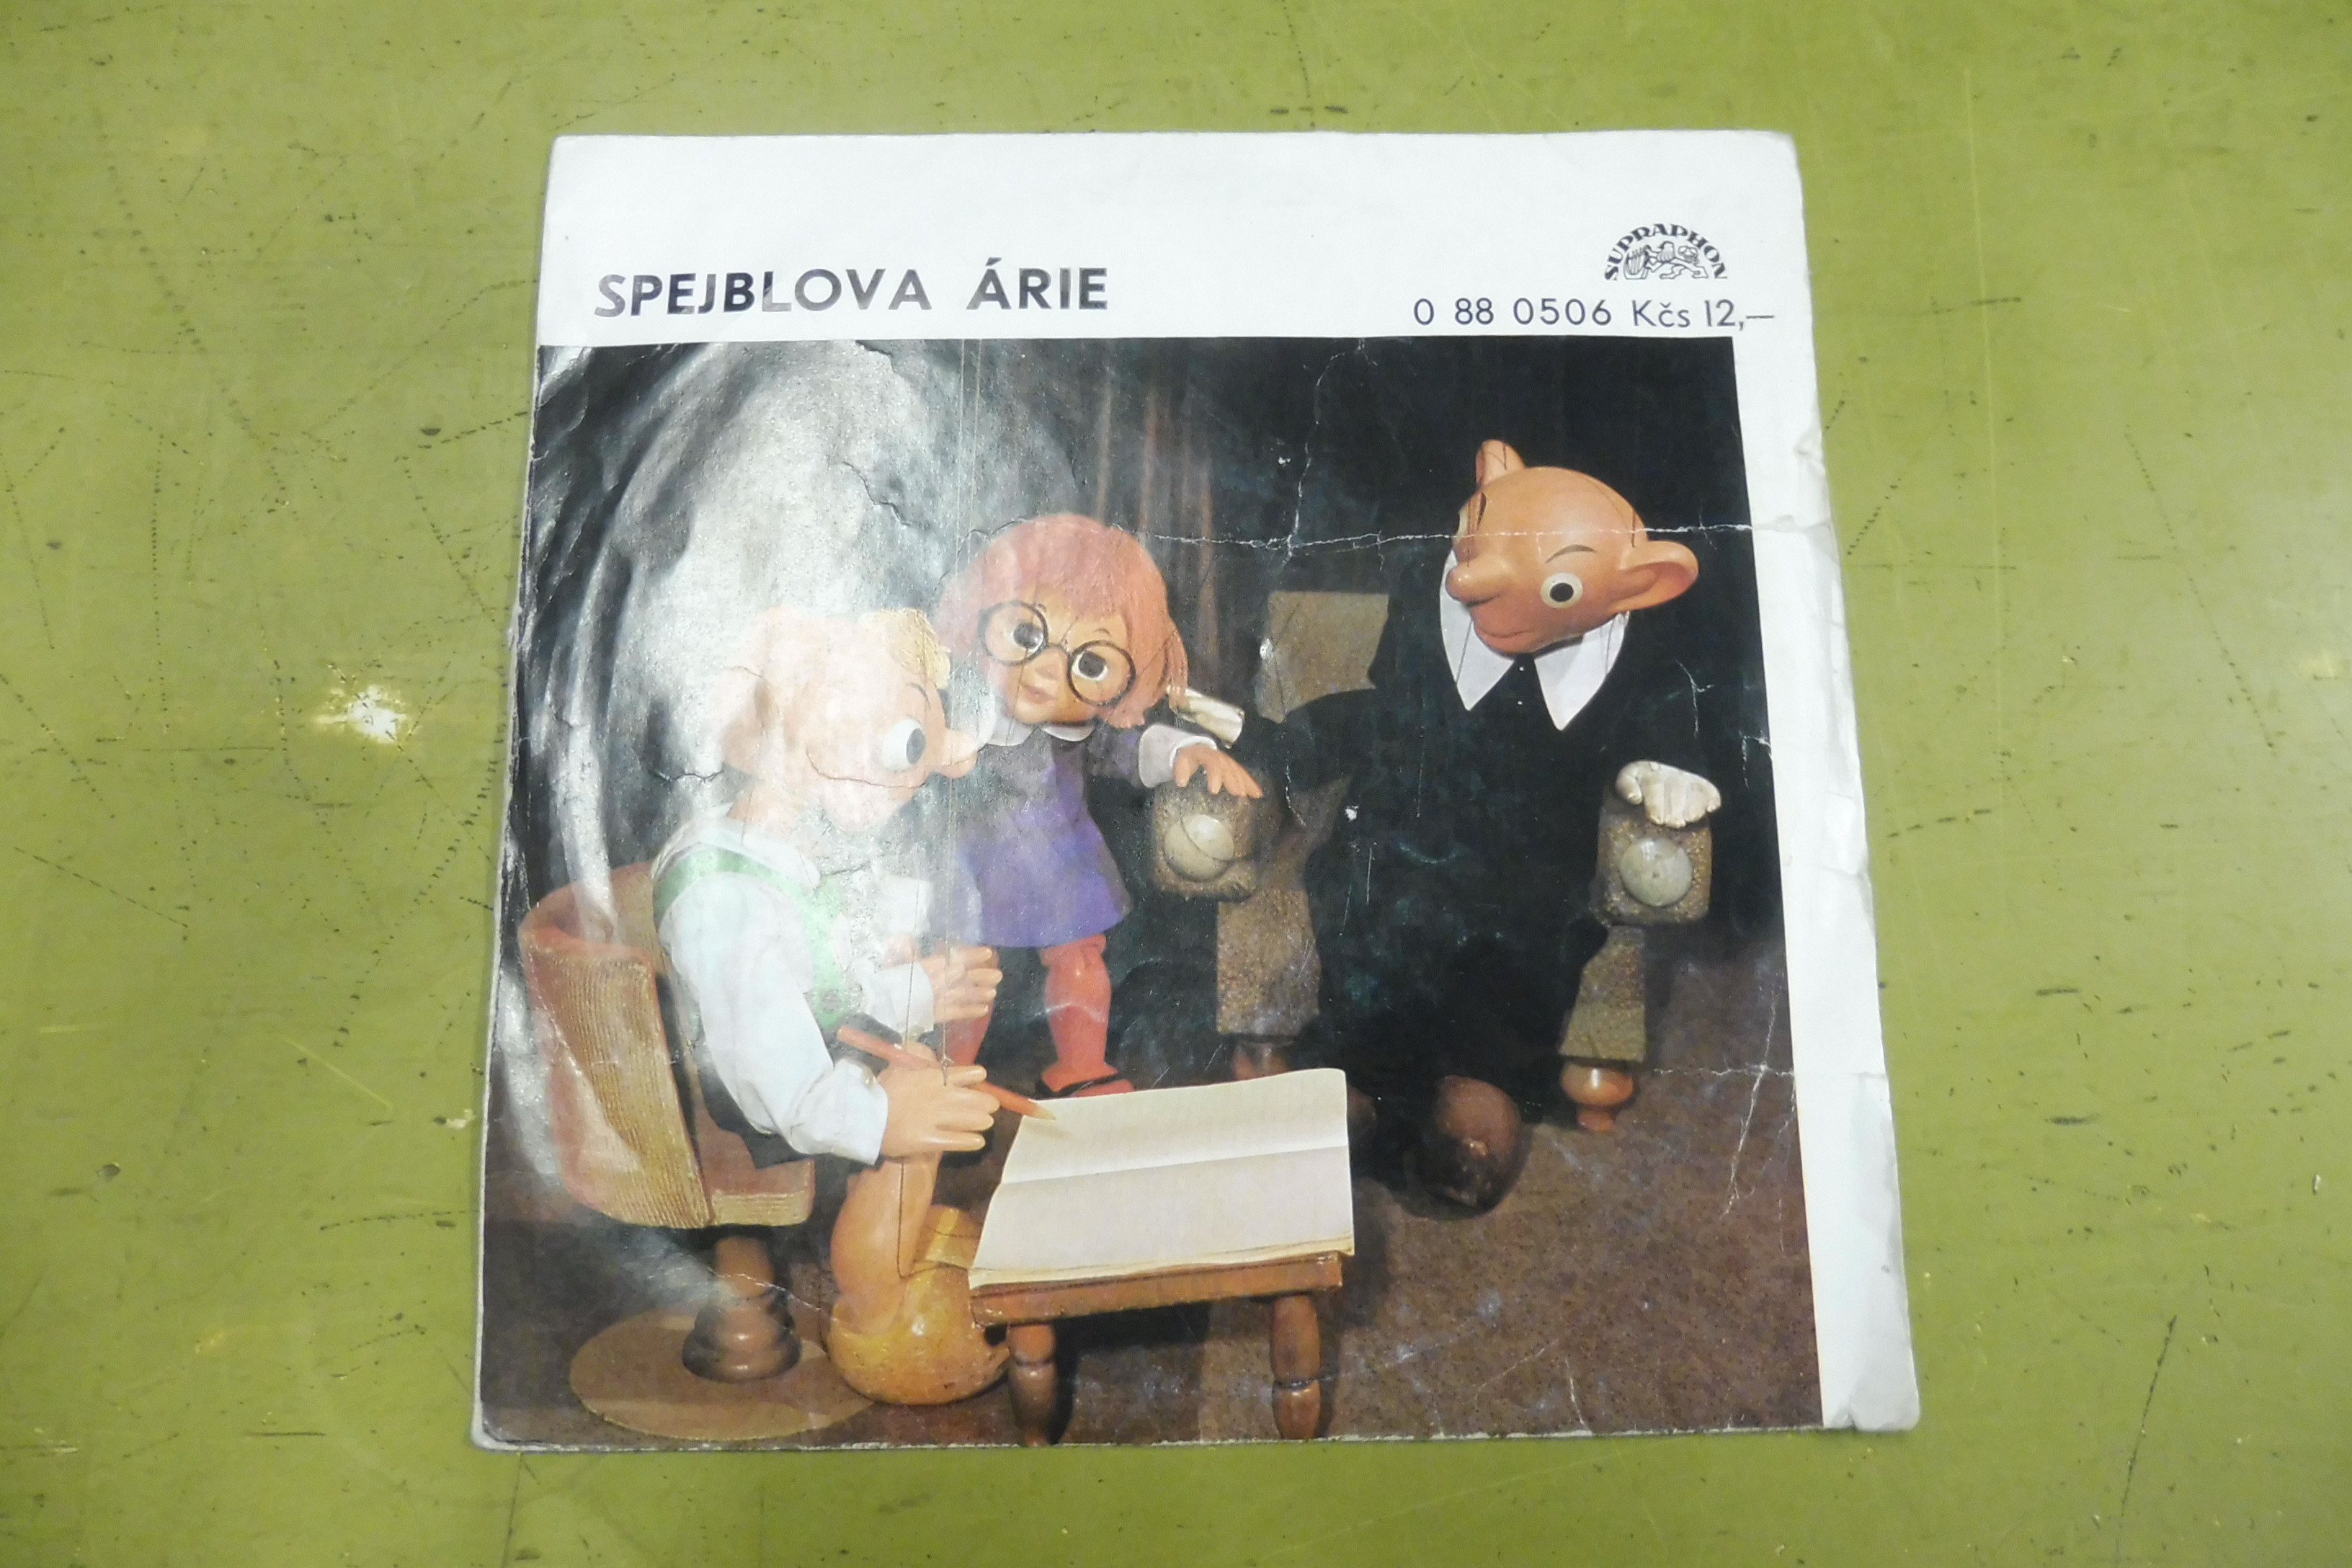 SUPRAPHON
SPEJBLOVA ÁRIE
0 88 0506 Kčs 12,—